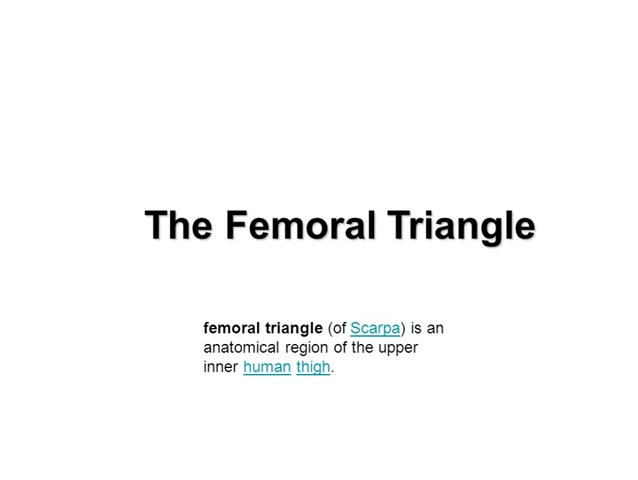 The Femoral Triangle
femoral triangle (of Scarpa) is an
anatomical region of the upper
inner human thigh.